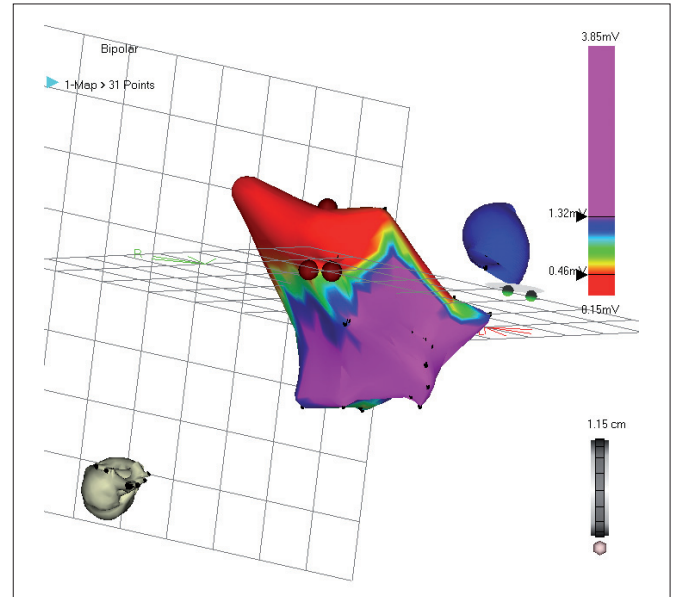 3.85mV
Bipolar
1-Map > 31 Points
1.32mV
R
0.46mV
0.15mV
1.15 cm